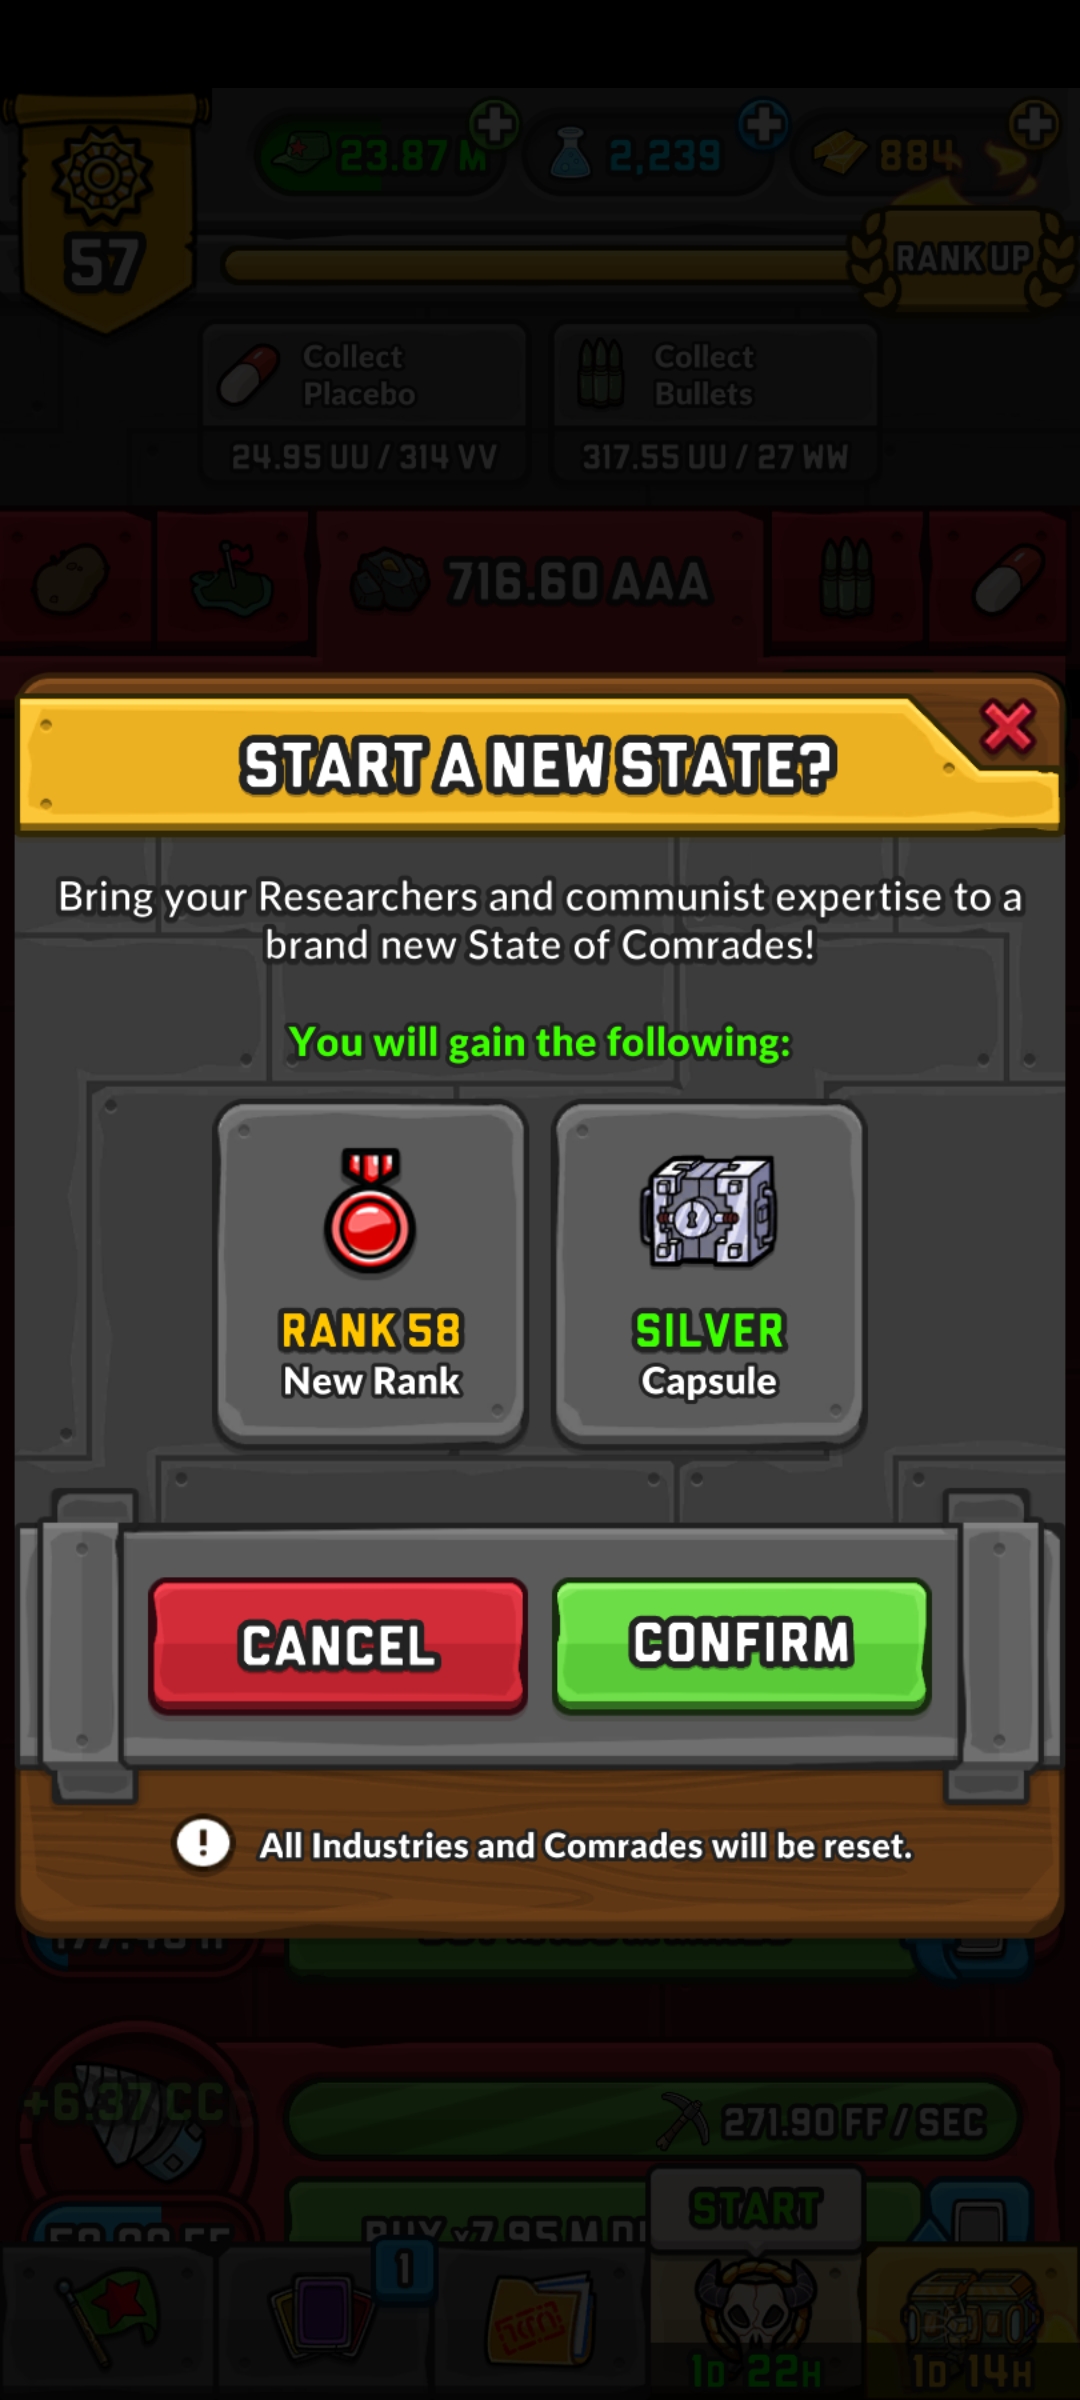 23.87 M
2,239
884
57
RANK UP
Collect
Placebo
24.95 UU / 314 VV
Collect
Bullets
317.55 UU / 27 WW
716.60 AAA
START A NEW STATE?
Bring your Researchers and communist expertise to a
brand new State of Comrades!
You will gain the following:
RANK 58
New Rank
SILVER
Capsule
CANCEL
CONFIRM
All Industries and Comrades will be reset.
+6.37 CC
271.90 FF / SEC
START
BUY x7.95 M
1
1D 22H
1D 14H